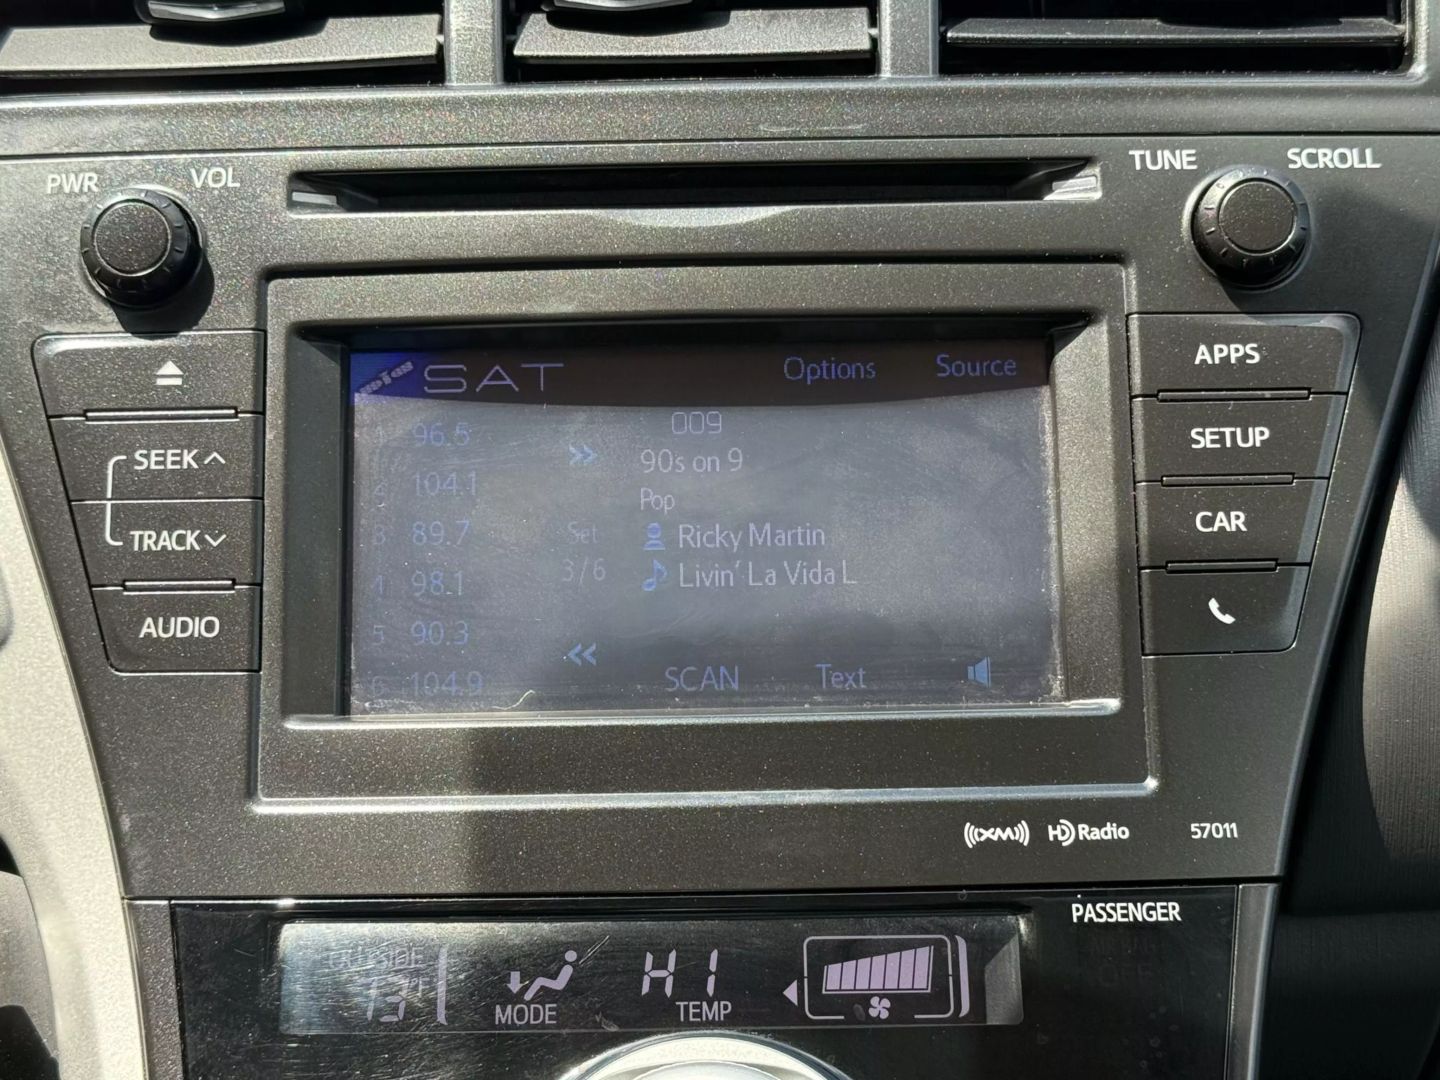 PWR VOL
TUNE SCROLL
SAT Options Source
APPS
SETUP
CAR
SEEK
TRACK
AUDIO
009
90s on 9
Pop
Ricky Martin
Livin' La Vida L
1 96.5
2 104.1
3 89.7
4 98.1
5 90.3
6 104.9
Set
3/6
SCAN Text
((XM)) HD Radio 57011
PASSENGER
OUTSIDE
13°F
MODE
HI
TEMP